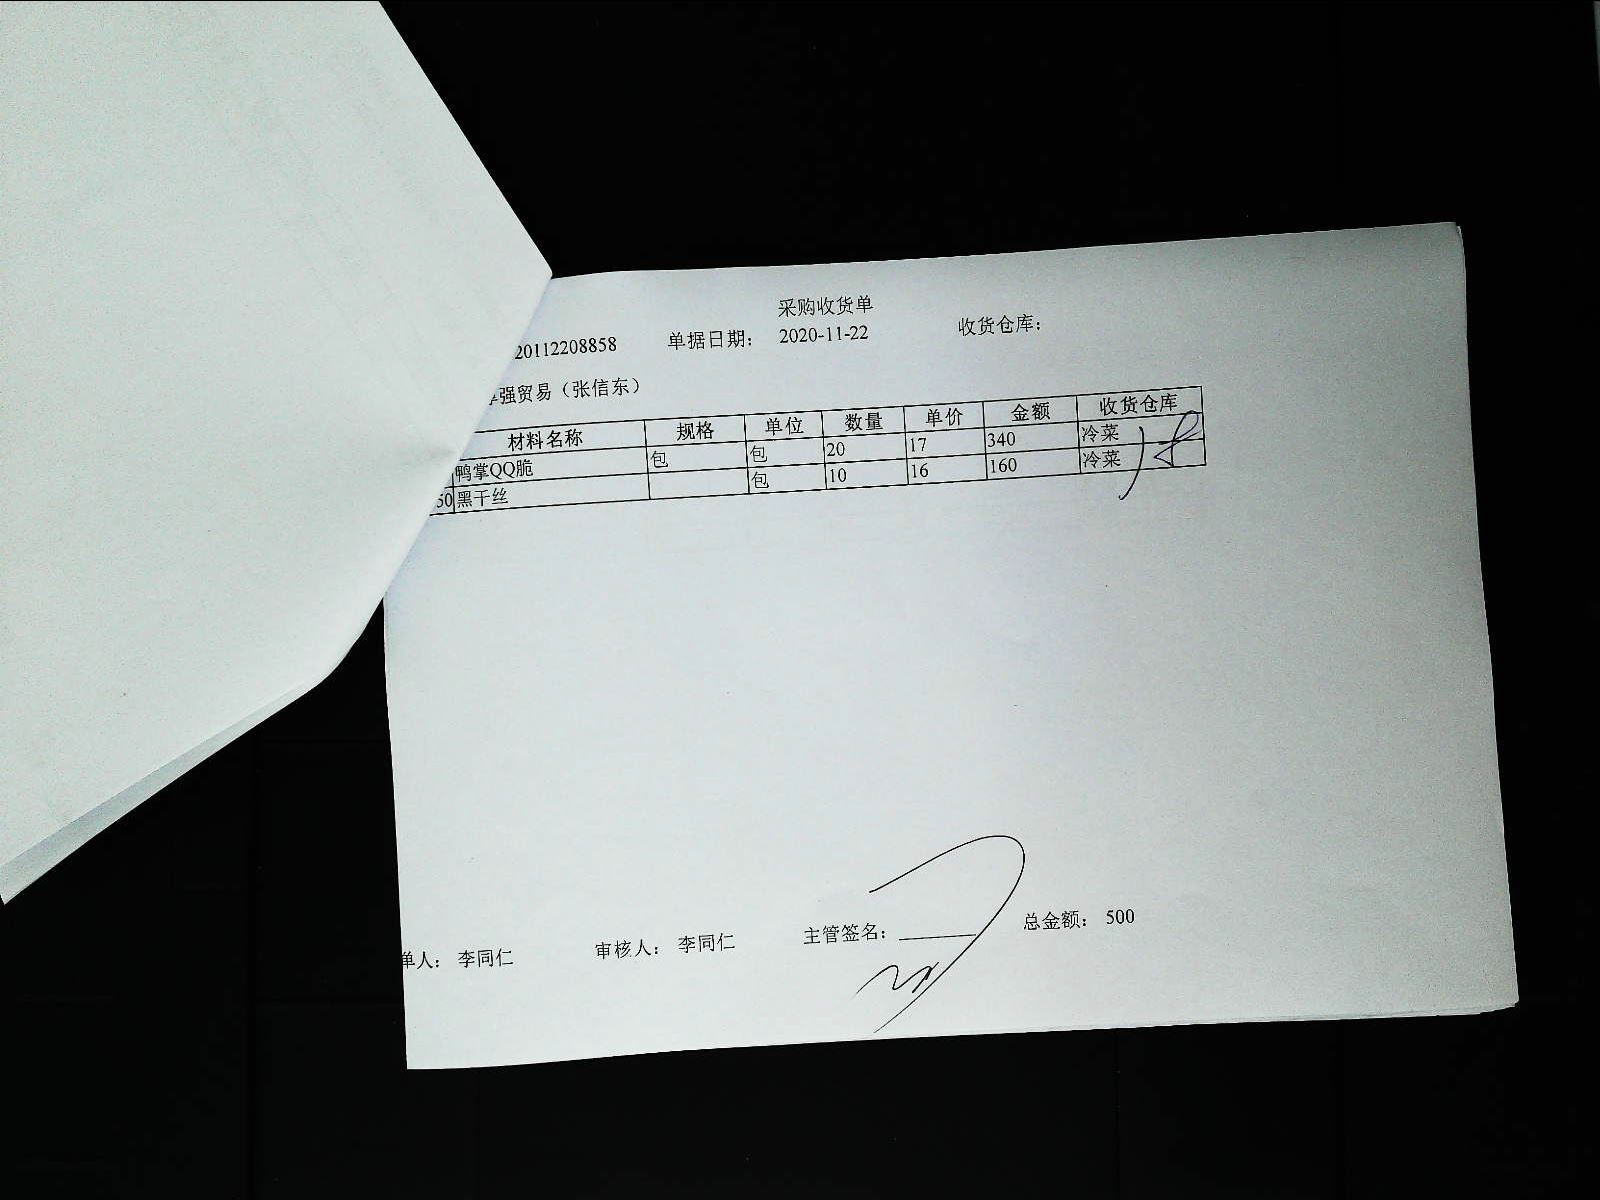 采购收货单
20112208858 单据日期： 2020-11-22 收货仓库：
强贸易（张信东）
材料名称 规格 单位 数量 单价 金额 收货仓库
鸭掌QQ脆 包 包 20 17 340 冷菜
50 黑干丝 包 10 16 160 冷菜
单人： 李同仁 审核人： 李同仁 主管签名： 总金额： 500